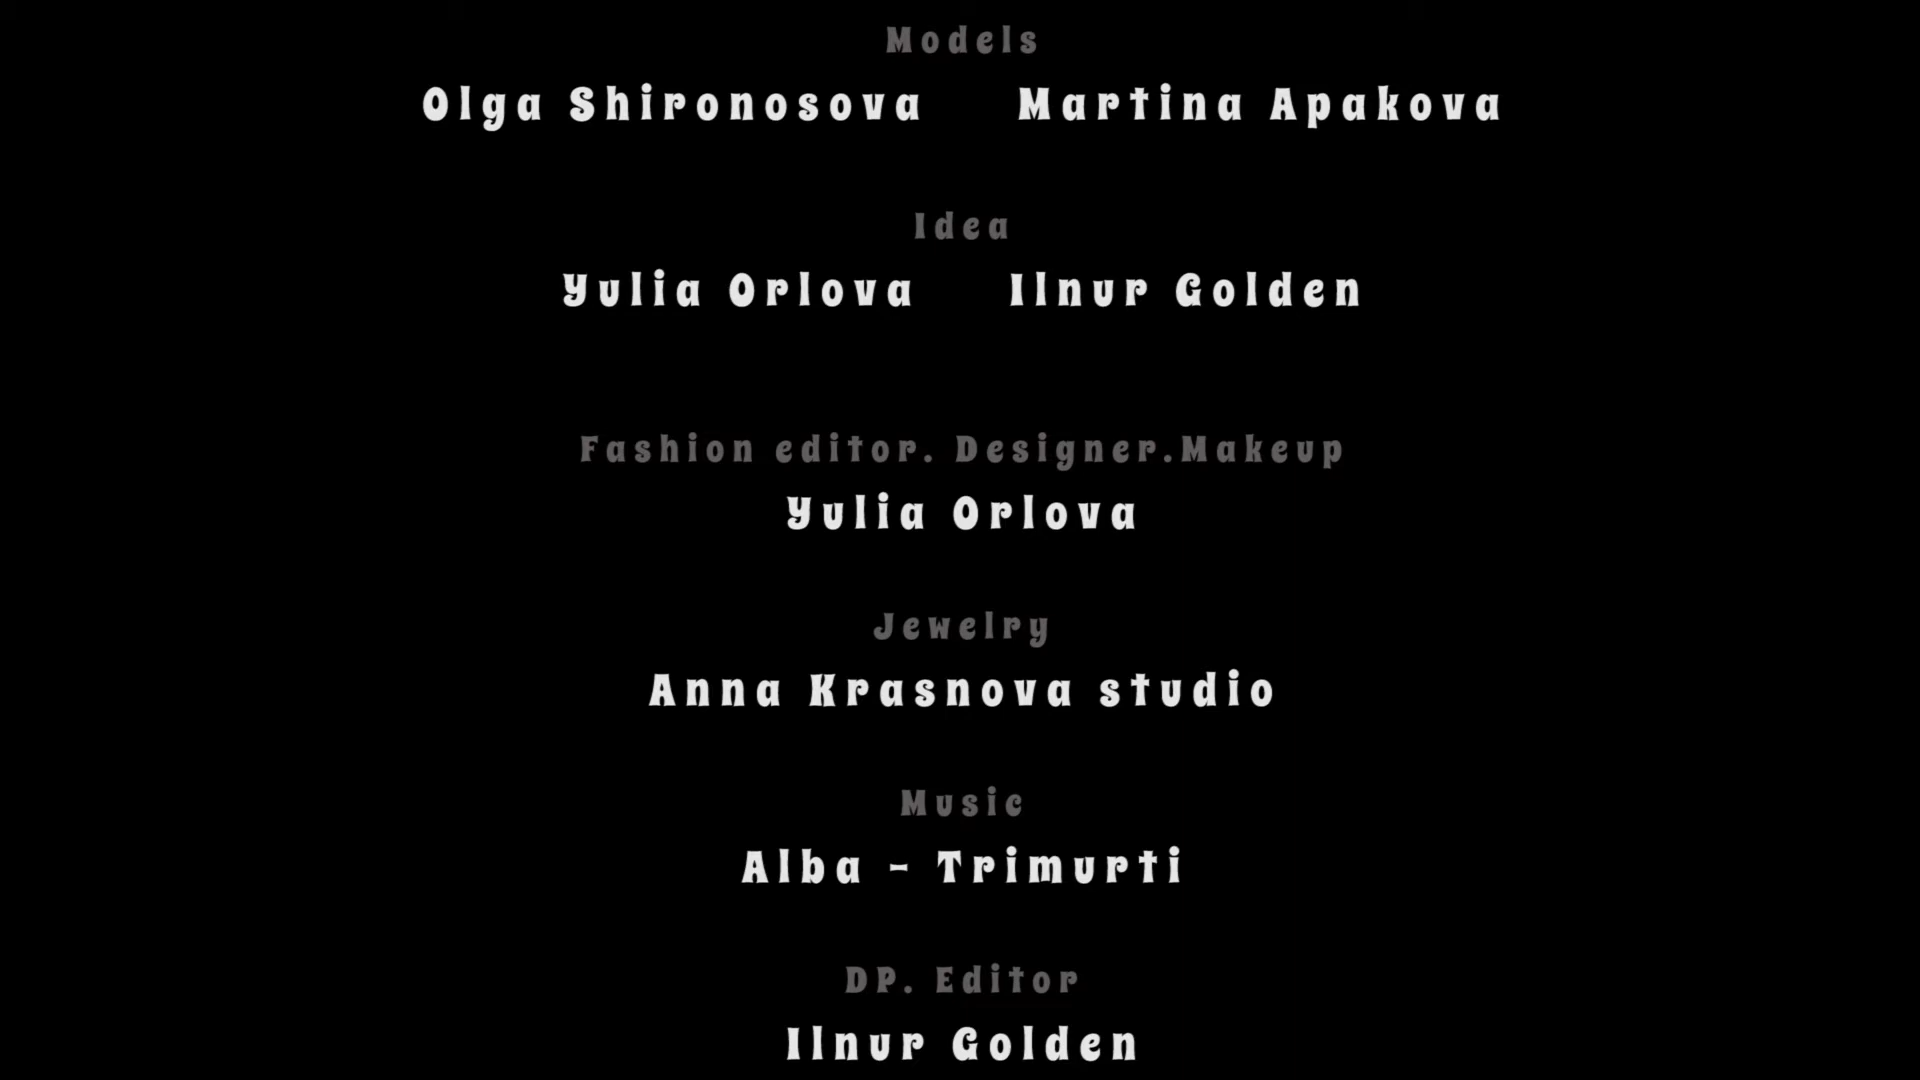 Models
Olga Shironosova Martina Apakova
Idea
Yulia Orlova Ilnur Golden
Fashion editor. Designer.Makeup
Yulia Orlova
Jewelry
Anna Krasnova studio
Music
Alba - Trimurti
DP. Editor
Ilnur Golden